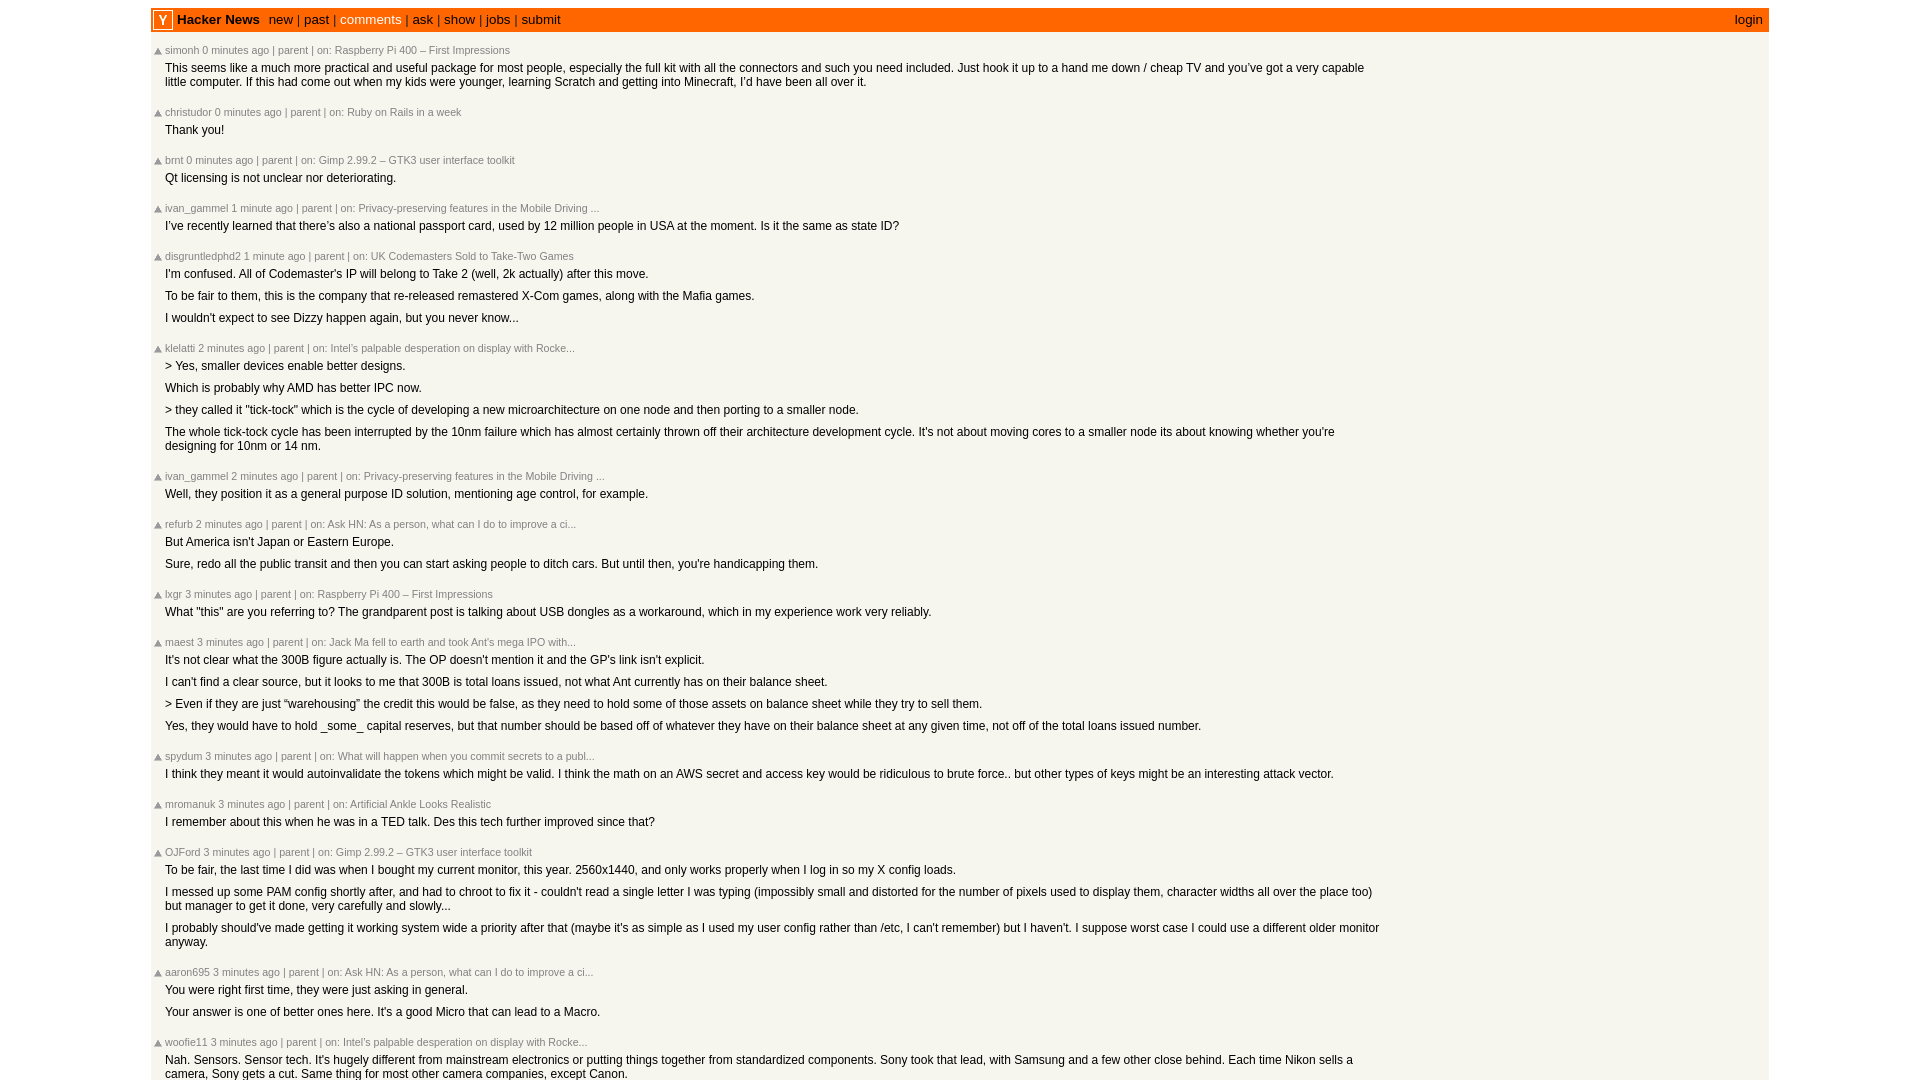 Y Hacker News new | past | comments | ask | show | jobs | submit login
simonh 0 minutes ago | parent | on: Raspberry Pi 400 – First Impressions
This seems like a much more practical and useful package for most people, especially the full kit with all the connectors and such you need included. Just hook it up to a hand me down / cheap TV and you’ve got a very capable
little computer. If this had come out when my kids were younger, learning Scratch and getting into Minecraft, I’d have been all over it.
christudor 0 minutes ago | parent | on: Ruby on Rails in a week
Thank you!
brnt 0 minutes ago | parent | on: Gimp 2.99.2 – GTK3 user interface toolkit
Qt licensing is not unclear nor deteriorating.
ivan_gammel 1 minute ago | parent | on: Privacy-preserving features in the Mobile Driving ...
I’ve recently learned that there’s also a national passport card, used by 12 million people in USA at the moment. Is it the same as state ID?
disgruntledphd2 1 minute ago | parent | on: UK Codemasters Sold to Take-Two Games
I'm confused. All of Codemaster's IP will belong to Take 2 (well, 2k actually) after this move.
To be fair to them, this is the company that re-released remastered X-Com games, along with the Mafia games.
I wouldn't expect to see Dizzy happen again, but you never know...
klelatti 2 minutes ago | parent | on: Intel’s palpable desperation on display with Rocke...
> Yes, smaller devices enable better designs.
Which is probably why AMD has better IPC now.
> they called it "tick-tock" which is the cycle of developing a new microarchitecture on one node and then porting to a smaller node.
The whole tick-tock cycle has been interrupted by the 10nm failure which has almost certainly thrown off their architecture development cycle. It's not about moving cores to a smaller node its about knowing whether you're
designing for 10nm or 14 nm.
ivan_gammel 2 minutes ago | parent | on: Privacy-preserving features in the Mobile Driving ...
Well, they position it as a general purpose ID solution, mentioning age control, for example.
refurb 2 minutes ago | parent | on: Ask HN: As a person, what can I do to improve a ci...
But America isn't Japan or Eastern Europe.
Sure, redo all the public transit and then you can start asking people to ditch cars. But until then, you're handicapping them.
lxgr 3 minutes ago | parent | on: Raspberry Pi 400 – First Impressions
What "this" are you referring to? The grandparent post is talking about USB dongles as a workaround, which in my experience work very reliably.
maest 3 minutes ago | parent | on: Jack Ma fell to earth and took Ant's mega IPO with...
It's not clear what the 300B figure actually is. The OP doesn't mention it and the GP's link isn't explicit.
I can't find a clear source, but it looks to me that 300B is total loans issued, not what Ant currently has on their balance sheet.
> Even if they are just “warehousing” the credit this would be false, as they need to hold some of those assets on balance sheet while they try to sell them.
Yes, they would have to hold _some_ capital reserves, but that number should be based off of whatever they have on their balance sheet at any given time, not off of the total loans issued number.
spydum 3 minutes ago | parent | on: What will happen when you commit secrets to a publ...
I think they meant it would autoinvalidate the tokens which might be valid. I think the math on an AWS secret and access key would be ridiculous to brute force.. but other types of keys might be an interesting attack vector.
mromanuk 3 minutes ago | parent | on: Artificial Ankle Looks Realistic
I remember about this when he was in a TED talk. Des this tech further improved since that?
OJFord 3 minutes ago | parent | on: Gimp 2.99.2 – GTK3 user interface toolkit
To be fair, the last time I did was when I bought my current monitor, this year. 2560x1440, and only works properly when I log in so my X config loads.
I messed up some PAM config shortly after, and had to chroot to fix it - couldn't read a single letter I was typing (impossibly small and distorted for the number of pixels used to display them, character widths all over the place too)
but manager to get it done, very carefully and slowly...
I probably should've made getting it working system wide a priority after that (maybe it's as simple as I used my user config rather than /etc, I can't remember) but I haven't. I suppose worst case I could use a different older monitor
anyway.
aaron695 3 minutes ago | parent | on: Ask HN: As a person, what can I do to improve a ci...
You were right first time, they were just asking in general.
Your answer is one of better ones here. It's a good Micro that can lead to a Macro.
woofie11 3 minutes ago | parent | on: Intel’s palpable desperation on display with Rocke...
Nah. Sensors. Sensor tech. It's hugely different from mainstream electronics or putting things together from standardized components. Sony took that lead, with Samsung and a few other close behind. Each time Nikon sells a
camera, Sony gets a cut. Same thing for most other camera companies, except Canon.